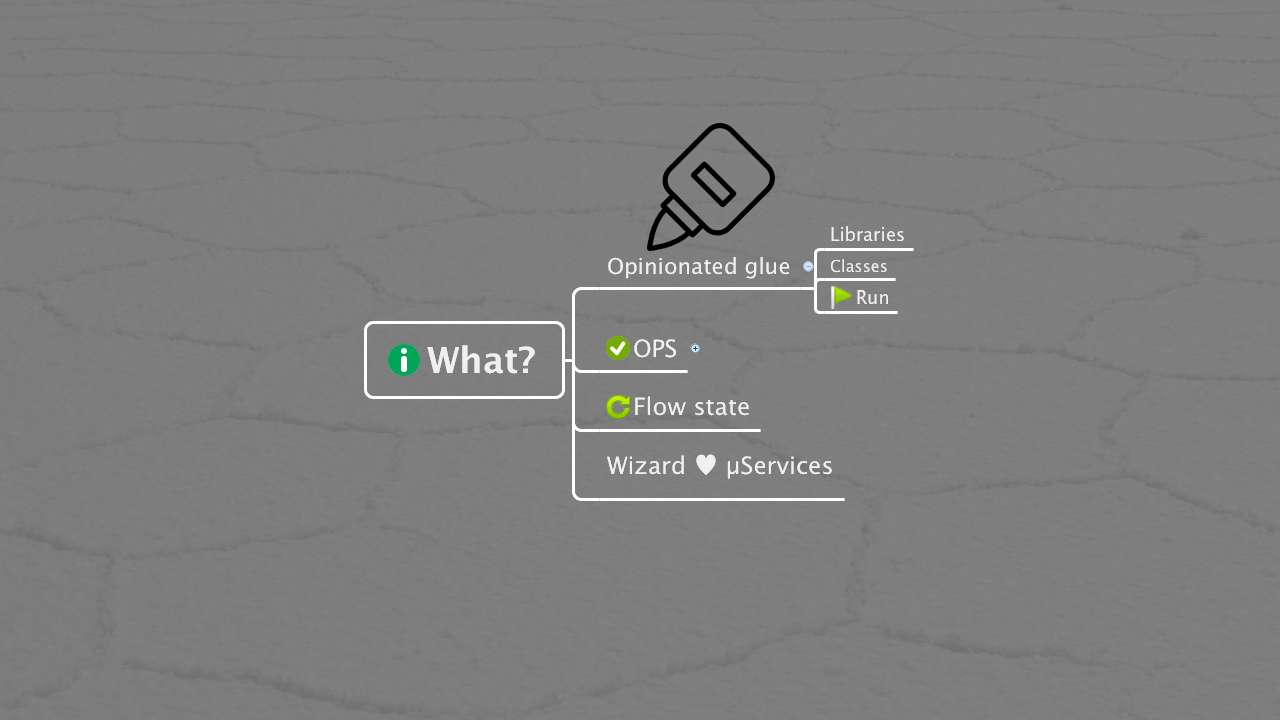 Libraries
Opinionated glue
Classes
Run
What?
OPS
Flow state
Wizard ♥ µServices